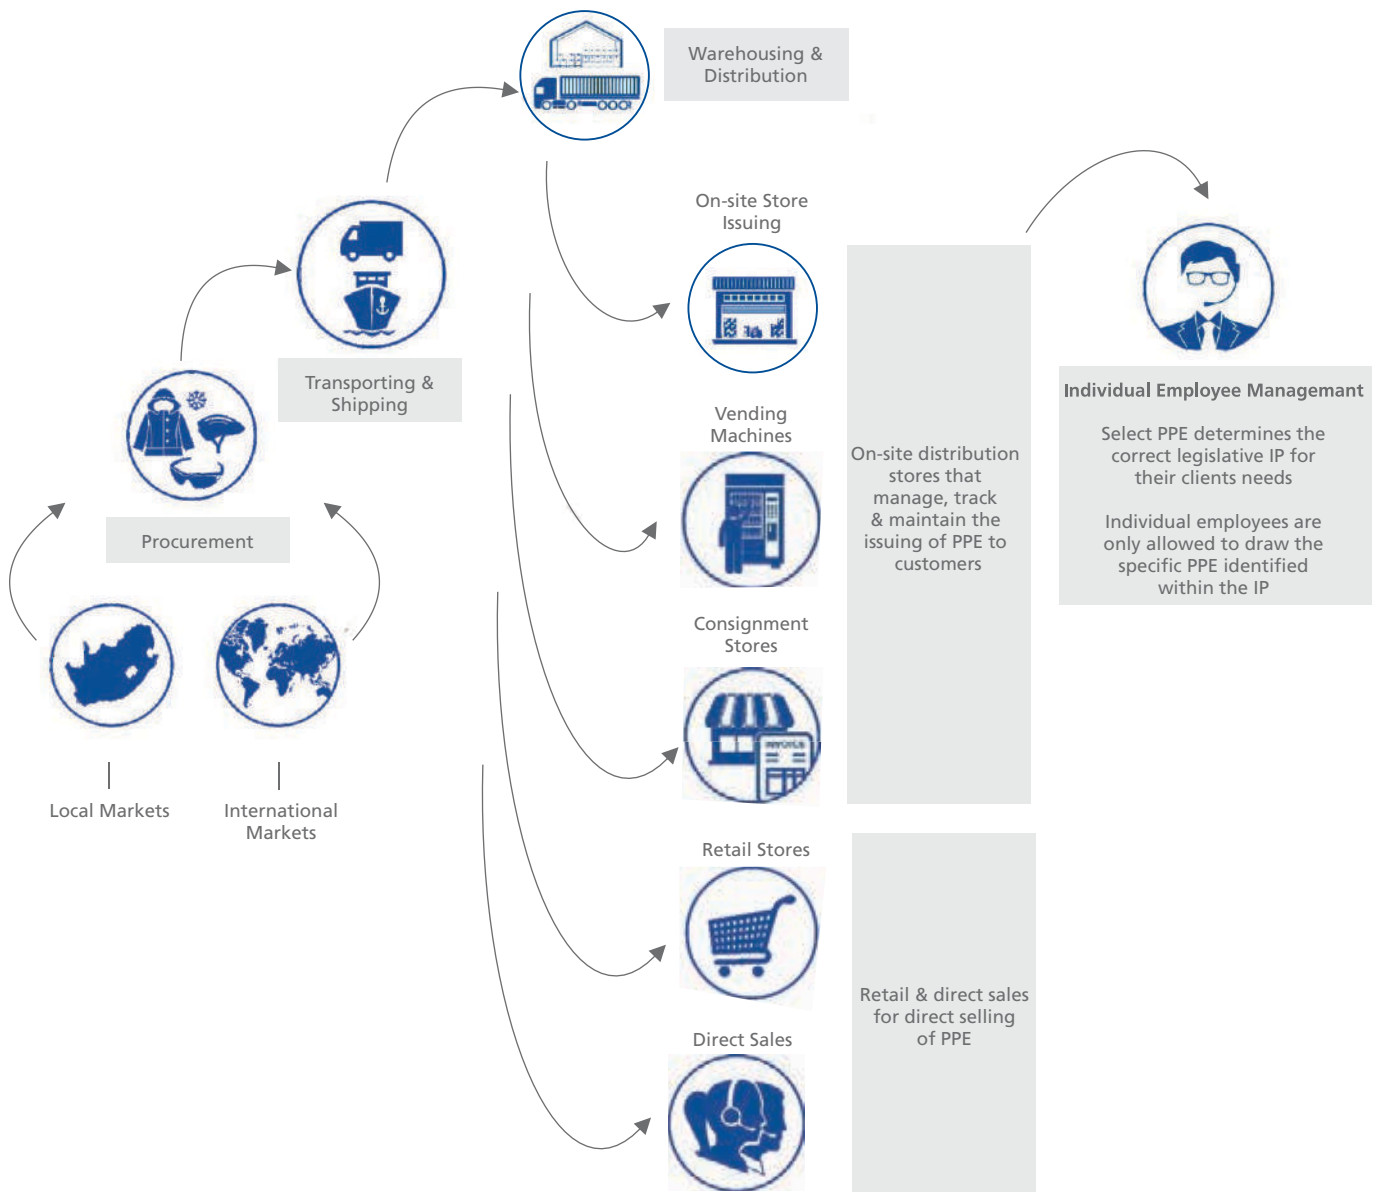 Warehousing &
Distribution
On-site Store
Issuing
Transporting &
Shipping
Individual Employee Managemant
Select PPE determines the
correct legislative IP for
their clients needs
Individual employees are
only allowed to draw the
specific PPE identified
within the IP
Vending
Machines
On-site distribution
stores that
manage, track
& maintain the
issuing of PPE to
customers
Procurement
Consignment
Stores
Local Markets
International
Markets
Retail Stores
Retail & direct sales
for direct selling
of PPE
Direct Sales